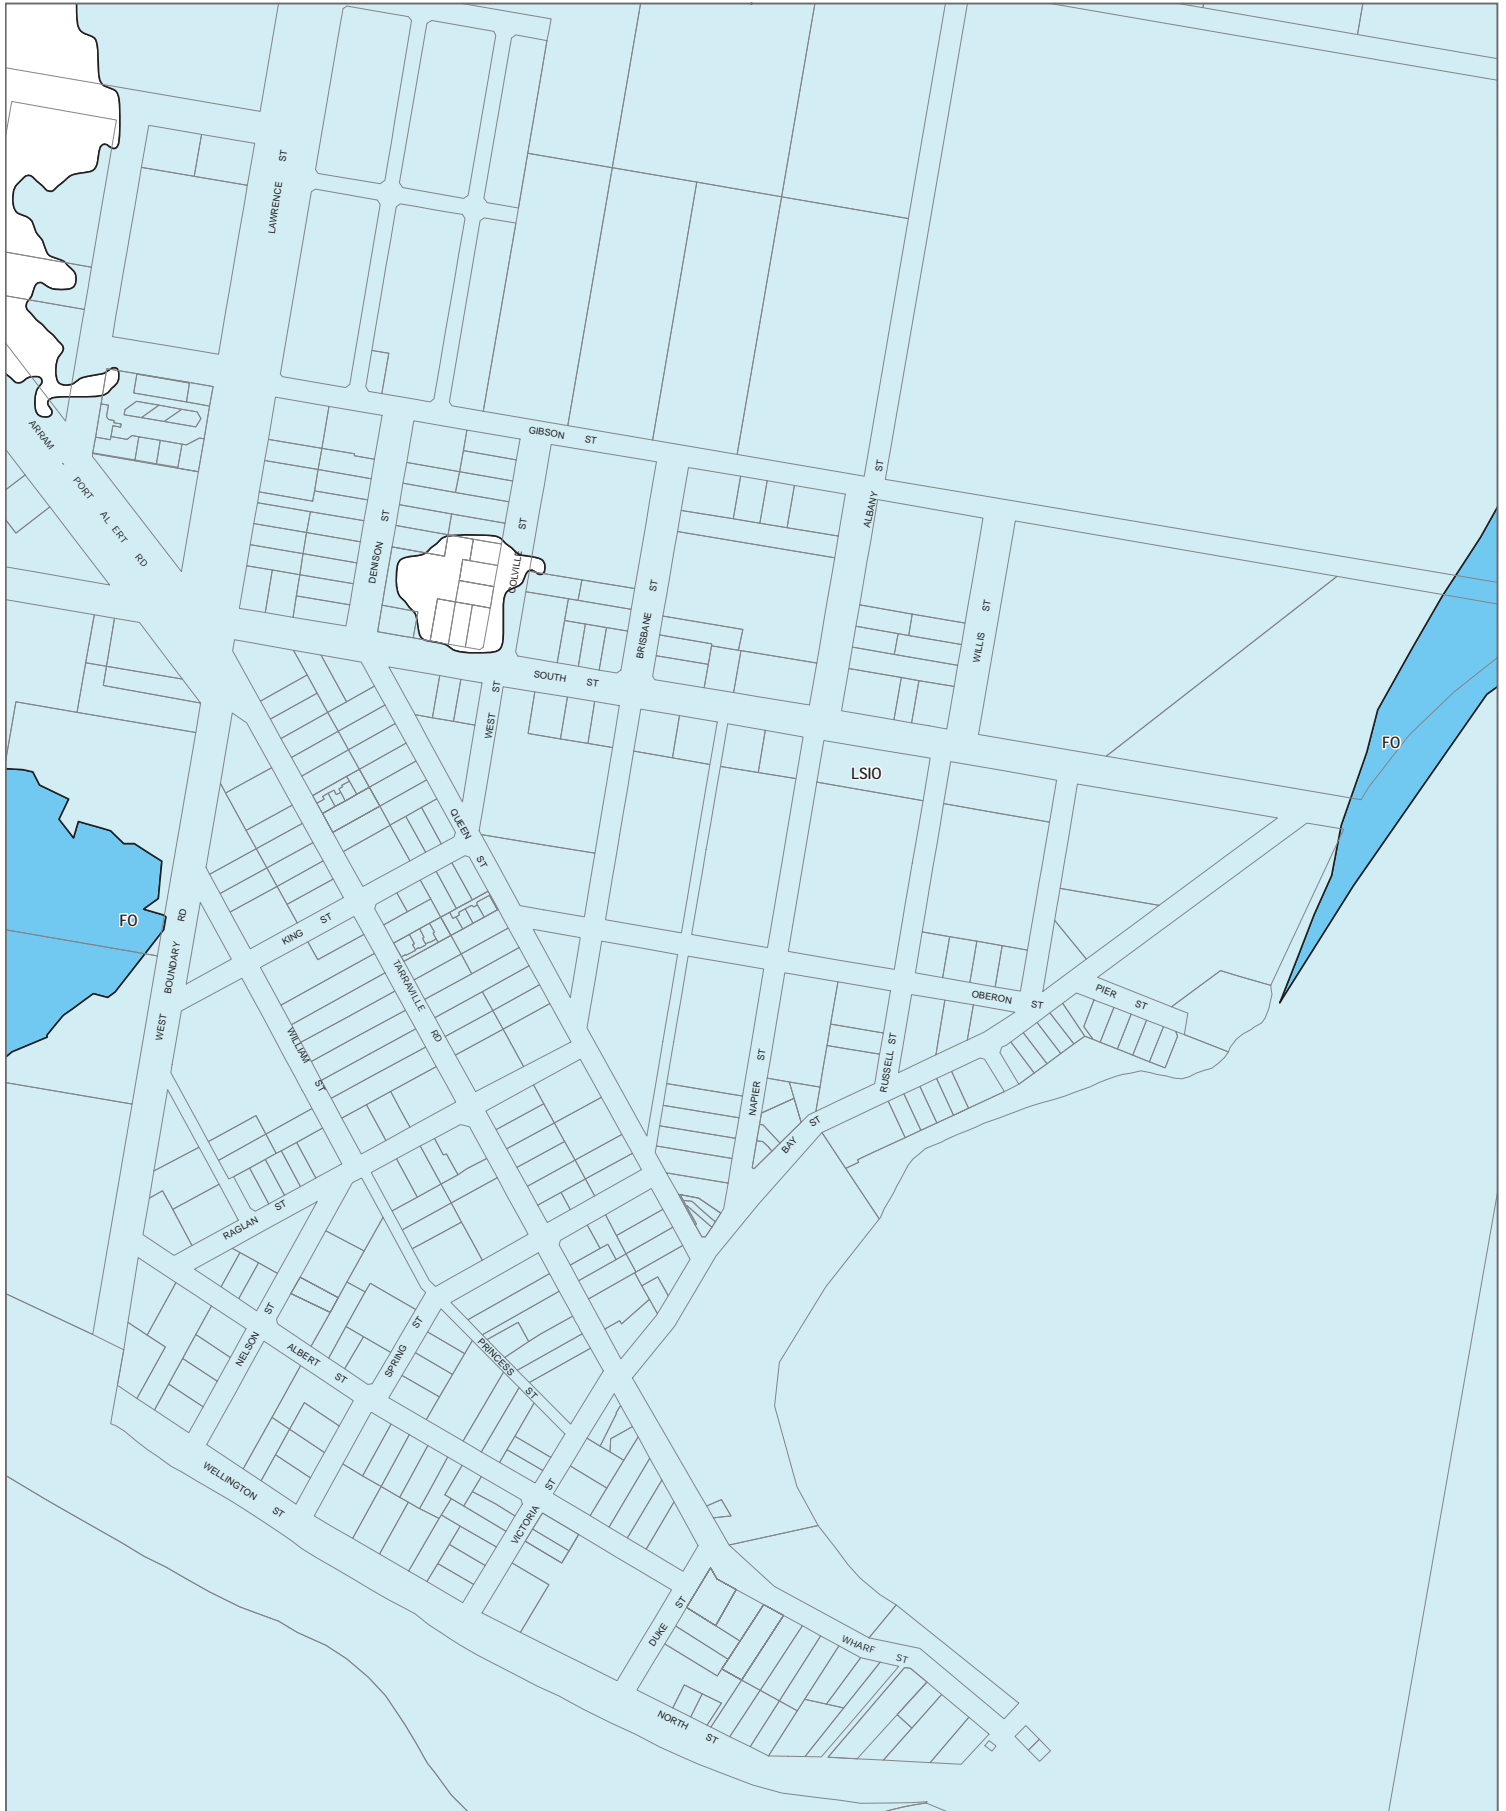 LAWRENCE ST
GIBSON ST
ARRAM - PORT AL ERT RD
DENISON ST
COLVILLE ST
ALBANY ST
BRISBANE ST
WILLIS ST
SOUTH ST
WEST ST
FO
LSIO
QUEEN ST
FO
WEST BOUNDARY RD
KING ST
TARRAVILLE RD
OBERON ST
PIER ST
WILLIAM ST
NAPIER ST
RUSSELL ST
BAY ST
RAGLAN ST
NELSON ST
ALBERT ST
SPRING ST
PRINCESS ST
WELLINGTON ST
VICTORIA ST
DUKE ST
WHARF ST
NORTH ST